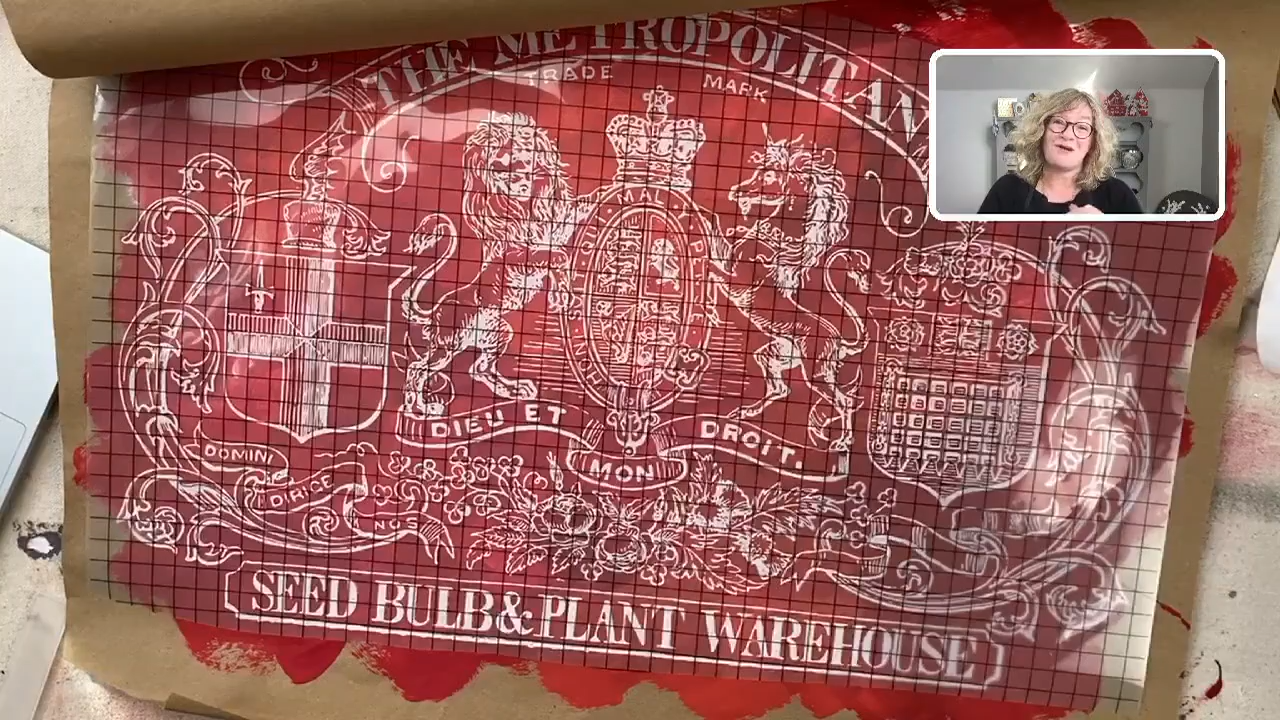 THE METROPOLITAN
TRADE MARK
DIEU ET
MON
DROIT.
DOMINI
DIRIGE
NOS
SEED BULB & PLANT WAREHOUSE